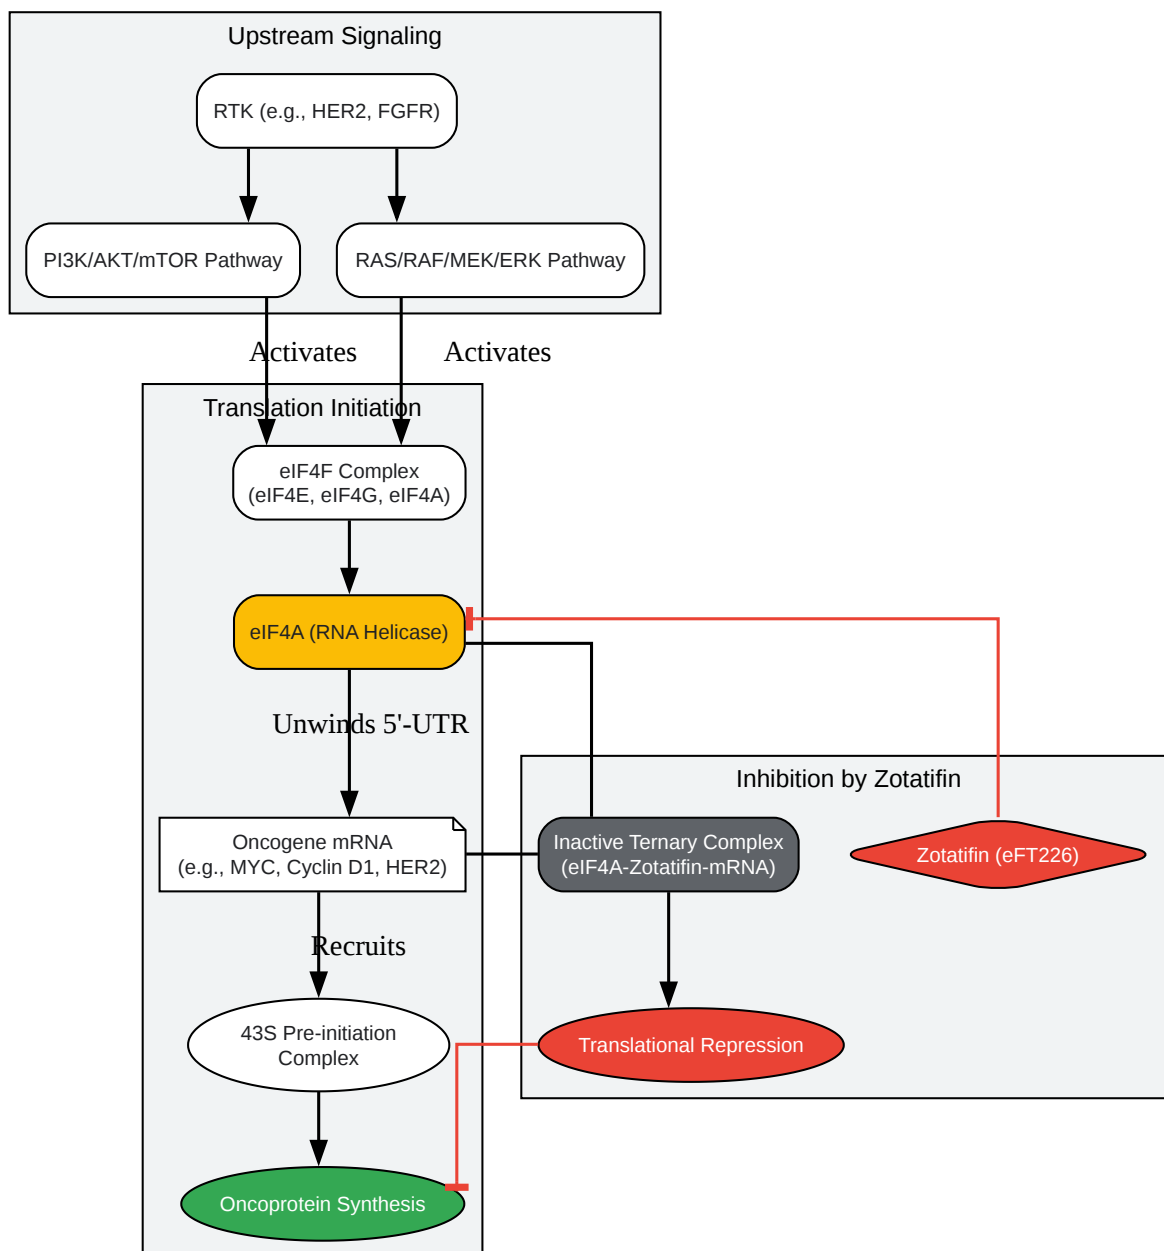 Upstream Signaling
RTK (e.g., HER2, FGFR)
PI3K/AKT/mTOR Pathway
RAS/RAF/MEK/ERK Pathway
Activates
Activates
Translation Initiation
eIF4F Complex
(eIF4E, eIF4G, eIF4A)
eIF4A (RNA Helicase)
Unwinds 5'-UTR
Inhibition by Zotatifin
Oncogene mRNA
(e.g., MYC, Cyclin D1, HER2)
Inactive Ternary Complex
(eIF4A-Zotatifin-mRNA)
Zotatifin (eFT226)
Recruits
43S Pre-initiation
Complex
Translational Repression
Oncoprotein Synthesis